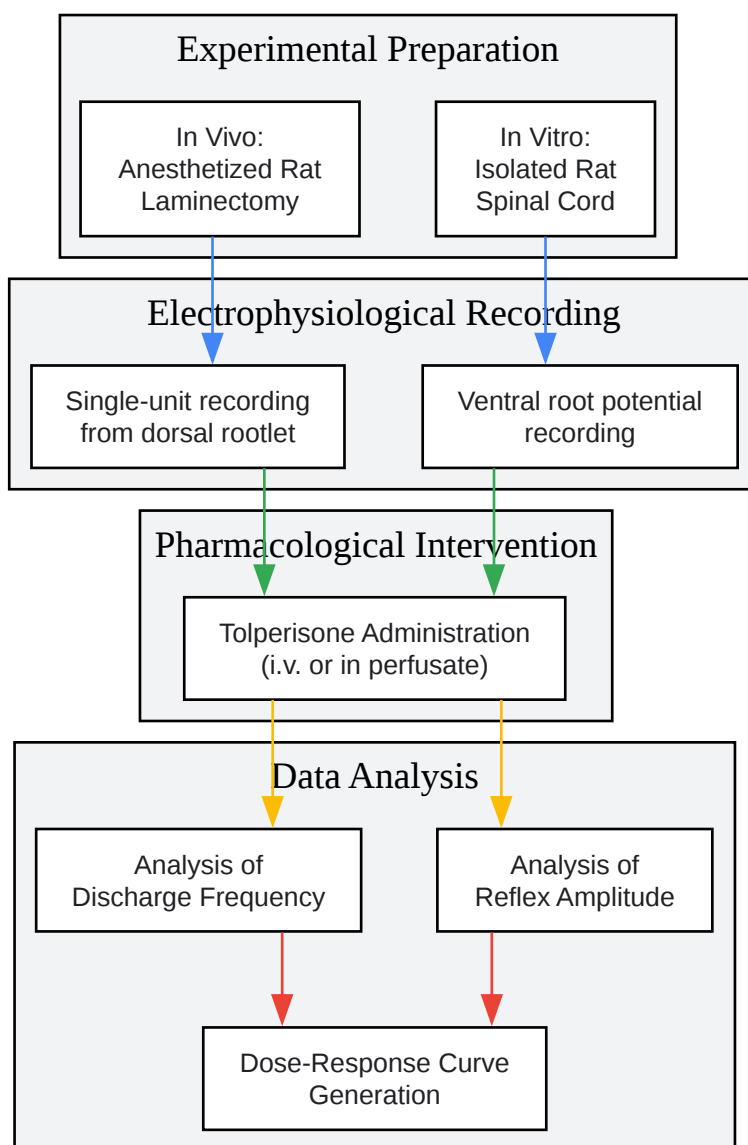 Experimental Preparation
In Vivo:
Anesthetized Rat
Laminectomy
In Vitro:
Isolated Rat
Spinal Cord
Electrophysiological Recording
Single-unit recording
from dorsal rootlet
Ventral root potential
recording
Pharmacological Intervention
Tolperisone Administration
(i.v. or in perfusate)
Data Analysis
Analysis of
Discharge Frequency
Analysis of
Reflex Amplitude
Dose-Response Curve
Generation